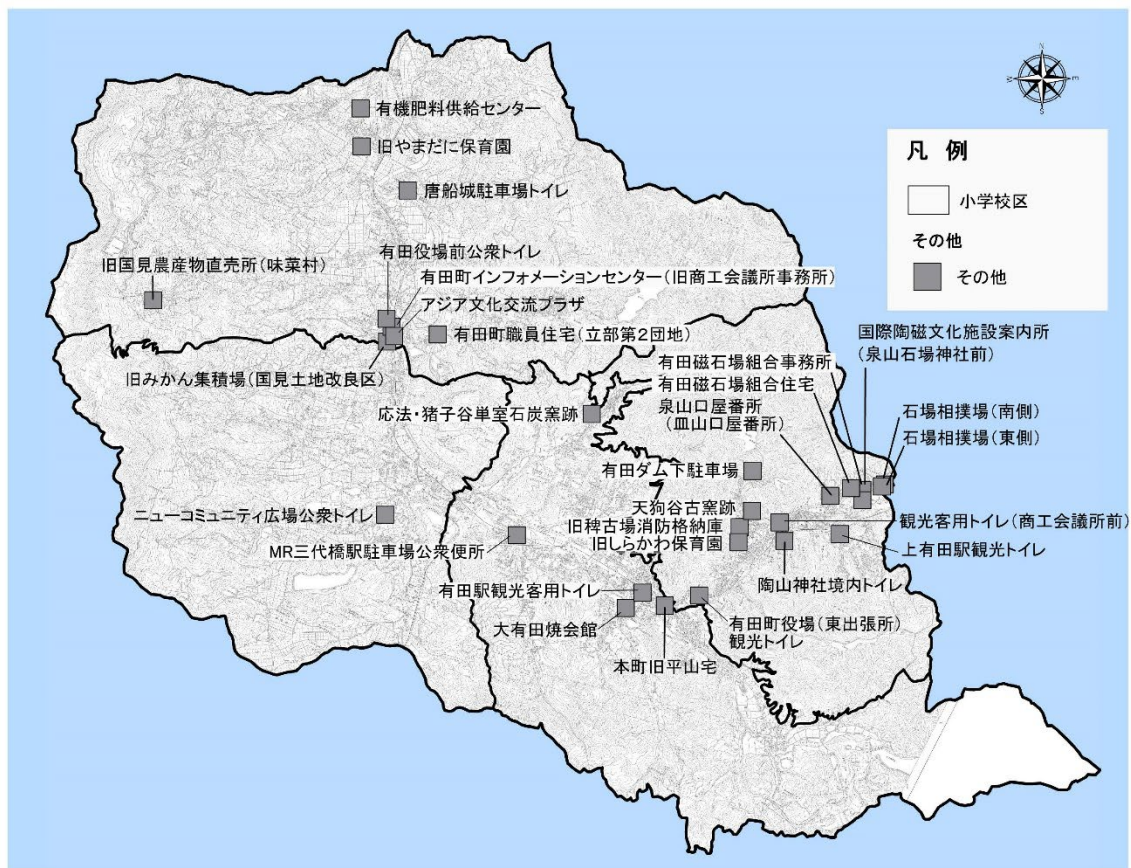 N
W
E
S
凡 例
小学校区
その他
その他
有機肥料供給センター
旧やまだに保育園
唐船城駐車場トイレ
有田役場前公衆トイレ
旧国見農産物直売所(味菜村)
有田町インフォメーションセンター(旧商工会議所事務所)
アジア文化交流プラザ
有田町職員住宅(立部第2団地)
旧みかん集積場(国見土地改良区)
国際陶磁文化施設案内所
(泉山石場神社前)
有田磁石場組合事務所
有田磁石場組合住宅
泉山口屋番所
(皿山口屋番所)
石場相撲場(南側)
石場相撲場(東側)
応法・猪子谷単室石炭窯跡
有田ダム下駐車場
天狗谷古窯跡
旧稗古場消防格納庫
旧しらかわ保育園
ニューコミュニティ広場公衆トイレ
MR三代橋駅駐車場公衆便所
観光客用トイレ(商工会議所前)
上有田駅観光トイレ
陶山神社境内トイレ
有田駅観光客用トイレ
大有田焼会館
有田町役場(東出張所)
観光トイレ
本町旧平山宅